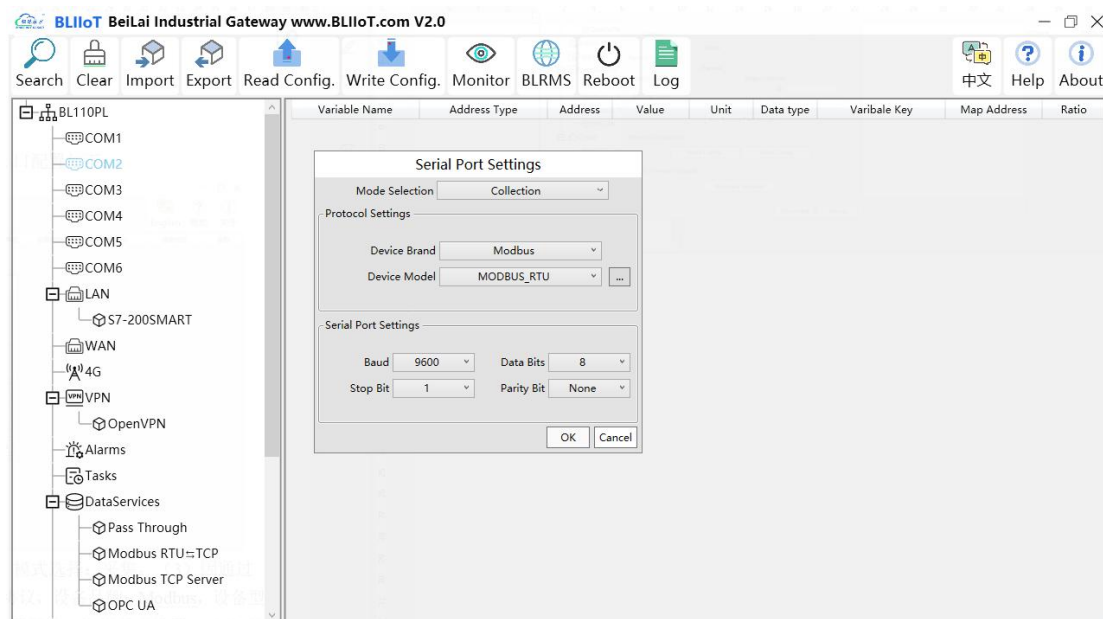 BLIIoT BeiLai Industrial Gateway www.BLIIoT.com V2.0
Search Clear Import Export Read Config. Write Config. Monitor BLRMS Reboot Log 中文 Help About
Variable Name Address Type Address Value Unit Data type Varibale Key Map Address Ratio
BL110PL
COM1
COM2
COM3
COM4
COM5
COM6
LAN
S7-200SMART
WAN
4G
VPN
OpenVPN
Alarms
Tasks
DataServices
Pass Through
Modbus RTU⇆TCP
Modbus TCP Server
OPC UA
Serial Port Settings
Mode Selection Collection
Protocol Settings
Device Brand Modbus
Device Model MODBUS_RTU ...
Serial Port Settings
Baud 9600 Data Bits 8
Stop Bit 1 Parity Bit None
OK Cancel